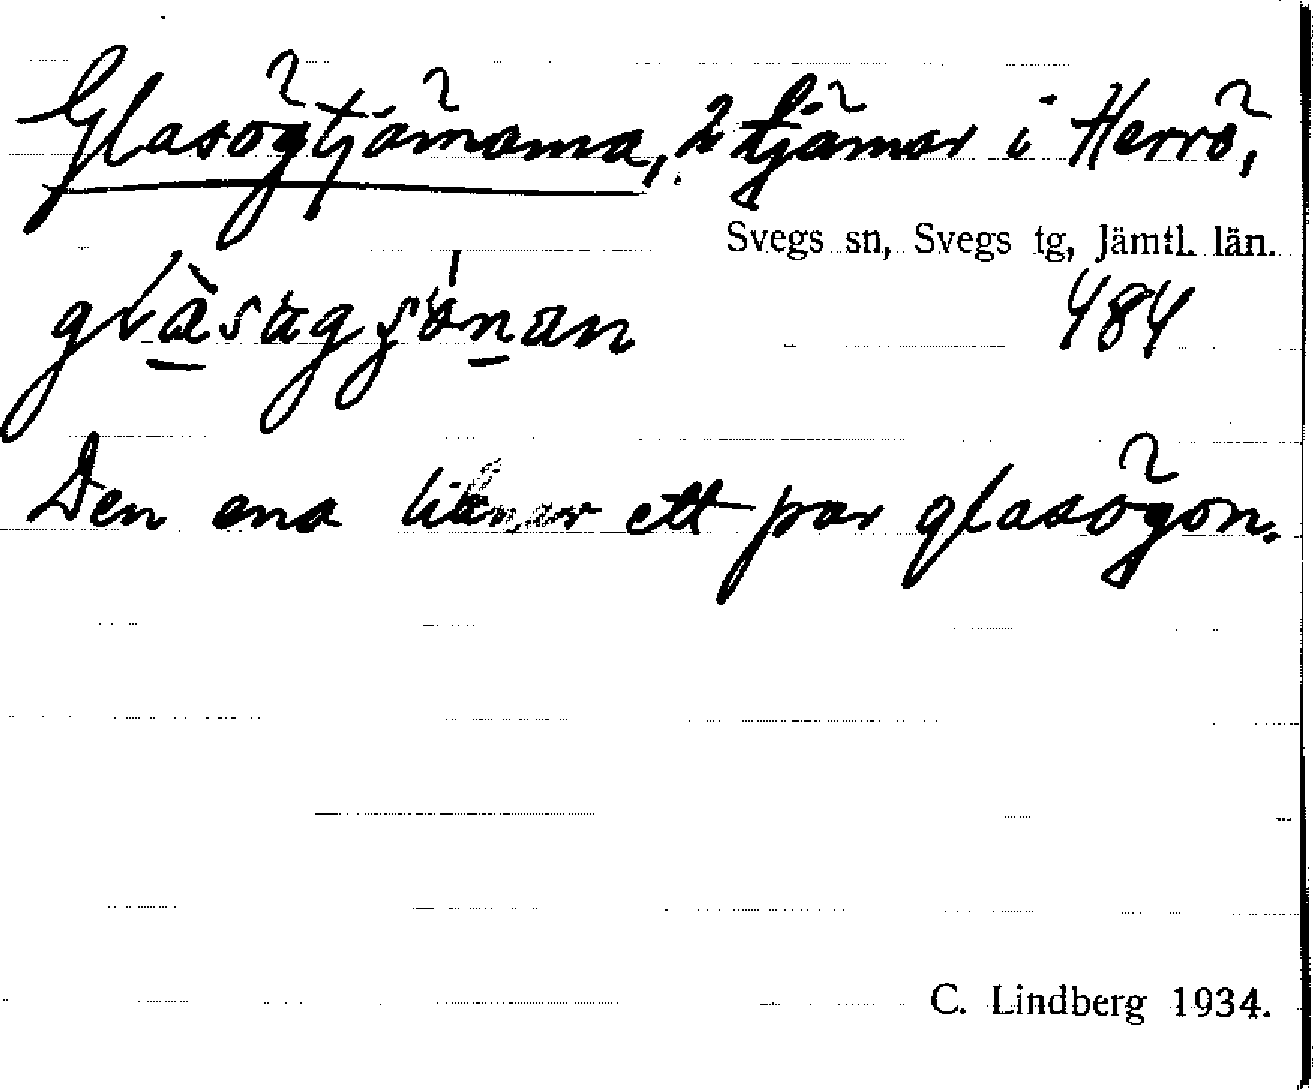 Glasögtjärnarna, 2 tjärnar i Herrö,
Svegs sn, Svegs tg, Jämtl. län.
484
Den ena liknar ett par glasögon.
C. Lindberg 1934.